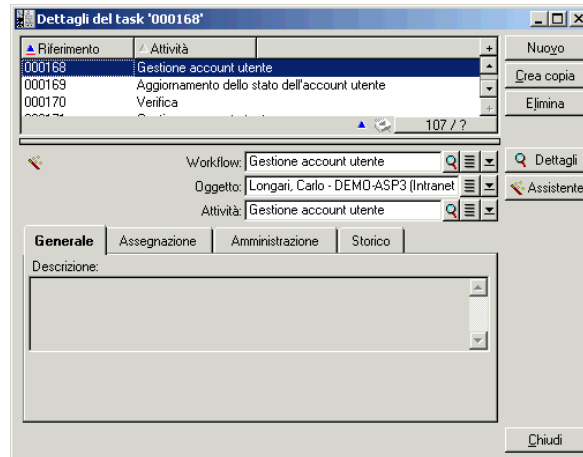 Dettagli del task '000168'
Riferimento Attività
000168 Gestione account utente
000169 Aggiornamento dello stato dell'account utente
000170 Verifica
107 / ?
Nuovo
Crea copia
Elimina
Workflow: Gestione account utente
Dettagli
Oggetto: Longari, Carlo - DEMO-ASP3 (Intranet
Assistente
Attività: Gestione account utente
Generale Assegnazione Amministrazione Storico
Descrizione:
Chiudi